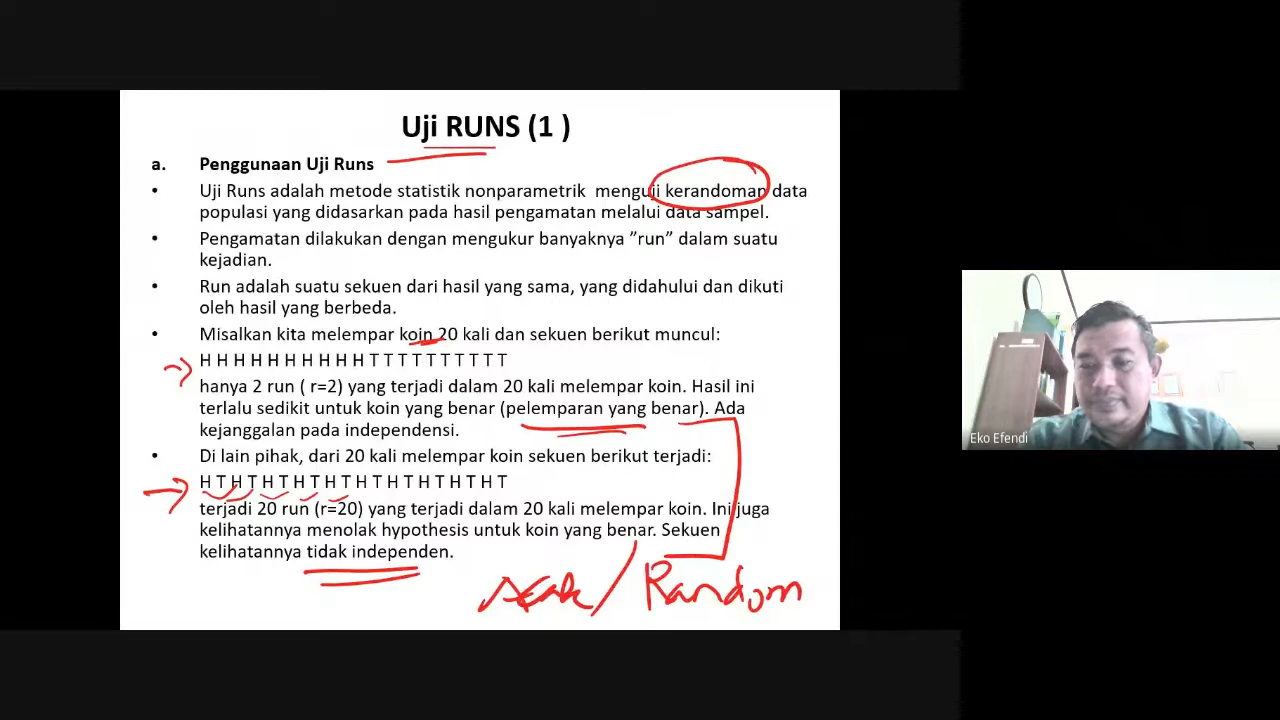 Uji RUNS (1 )
a. Penggunaan Uji Runs
• Uji Runs adalah metode statistik nonparametrik menguji kerandoman data
populasi yang didasarkan pada hasil pengamatan melalui data sampel.
• Pengamatan dilakukan dengan mengukur banyaknya ”run” dalam suatu
kejadian.
• Run adalah suatu sekuen dari hasil yang sama, yang didahului dan dikuti
oleh hasil yang berbeda.
• Misalkan kita melempar koin 20 kali dan sekuen berikut muncul:
H H H H H H H H H H T T T T T T T T T T
hanya 2 run ( r=2) yang terjadi dalam 20 kali melempar koin. Hasil ini
terlalu sedikit untuk koin yang benar (pelemparan yang benar). Ada
kejanggalan pada independensi.
• Di lain pihak, dari 20 kali melempar koin sekuen berikut terjadi:
H T H T H T H T H T H T H T H T H T H T
terjadi 20 run (r=20) yang terjadi dalam 20 kali melempar koin. Ini juga
kelihatannya menolak hypothesis untuk koin yang benar. Sekuen
kelihatannya tidak independen.
Acak / Random
Eko Efendi